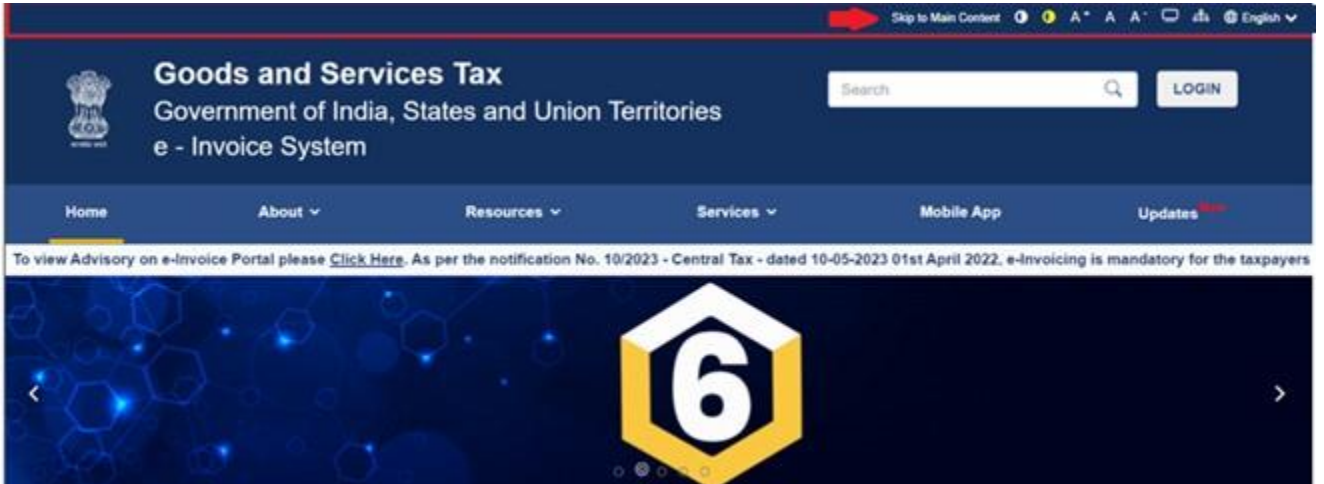 Skip to Main Content A+ A A- English
Goods and Services Tax
Government of India, States and Union Territories
e - Invoice System
Search LOGIN
Home About Resources Services Mobile App Updates
To view Advisory on e-Invoice Portal please Click Here. As per the notification No. 10/2023 - Central Tax - dated 10-05-2023 01st April 2022, e-Invoicing is mandatory for the taxpayers
6